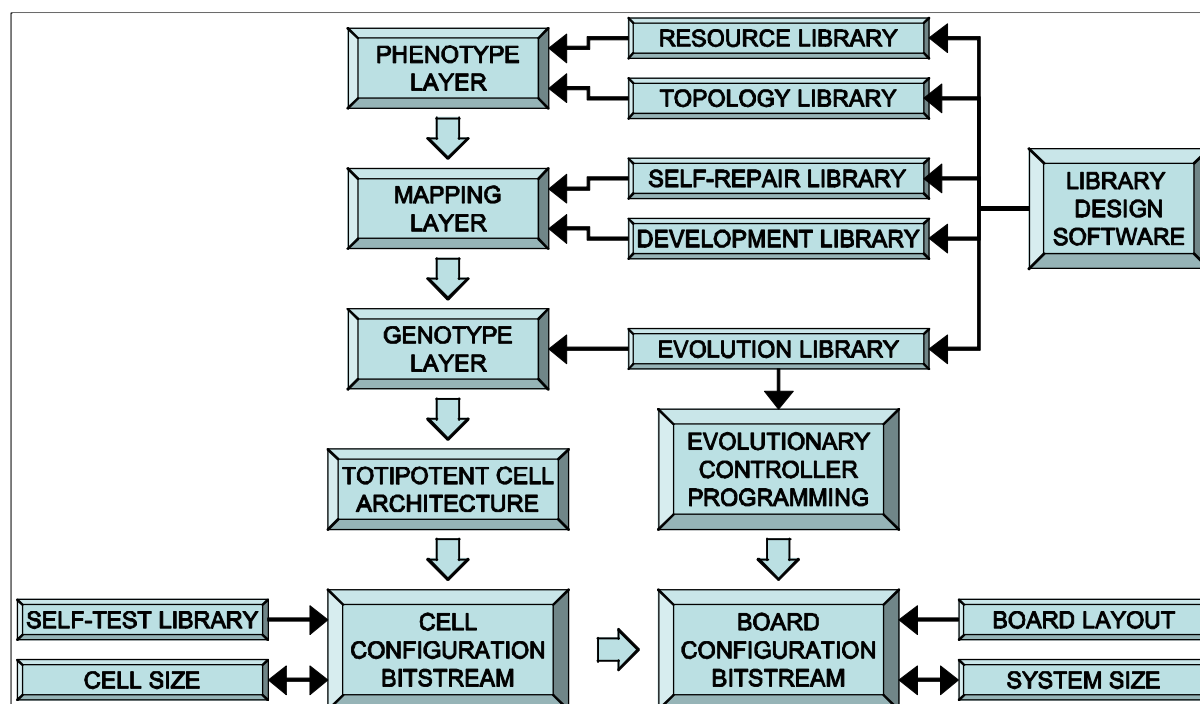 PHENOTYPE
LAYER
RESOURCE LIBRARY
TOPOLOGY LIBRARY
MAPPING
LAYER
SELF-REPAIR LIBRARY
DEVELOPMENT LIBRARY
LIBRARY
DESIGN
SOFTWARE
GENOTYPE
LAYER
EVOLUTION LIBRARY
TOTIPOTENT CELL
ARCHITECTURE
EVOLUTIONARY
CONTROLLER
PROGRAMMING
SELF-TEST LIBRARY
CELL SIZE
CELL
CONFIGURATION
BITSTREAM
BOARD
CONFIGURATION
BITSTREAM
BOARD LAYOUT
SYSTEM SIZE